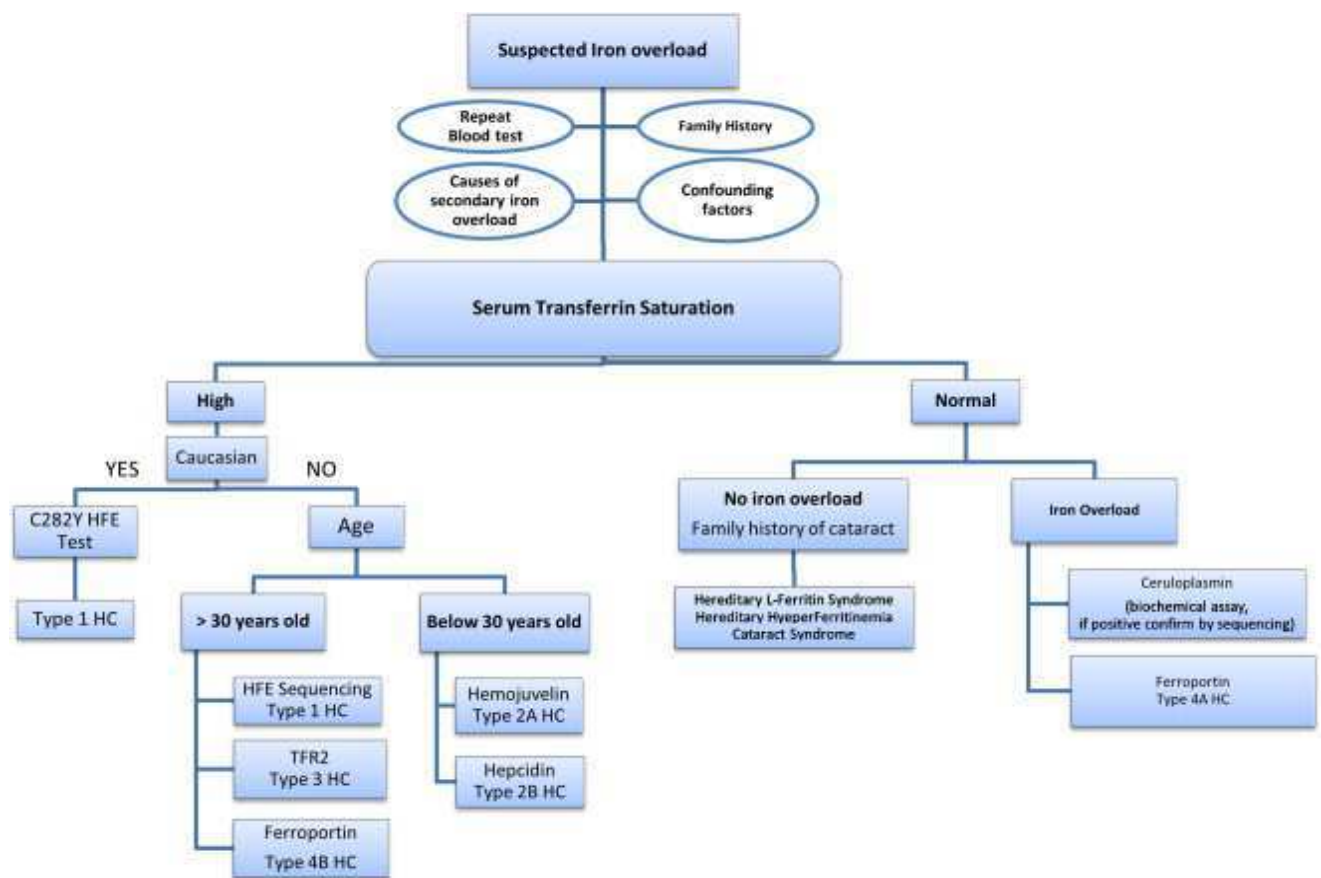 Suspected Iron overload
Repeat
Blood test
Family History
Causes of
secondary iron
overload
Confounding
factors
Serum Transferrin Saturation
High
Normal
Caucasian
YES
NO
C282Y HFE
Test
Type 1 HC
Age
> 30 years old
HFE Sequencing
Type 1 HC
TFR2
Type 3 HC
Ferroportin
Type 4B HC
Below 30 years old
Hemojuvelin
Type 2A HC
Hepcidin
Type 2B HC
No iron overload
Family history of cataract
Hereditary L-Ferritin Syndrome
Hereditary HyeperFerritinemia
Cataract Syndrome
Iron Overload
Ceruloplasmin
(biochemical assay,
if positive confirm by sequencing)
Ferroportin
Type 4A HC